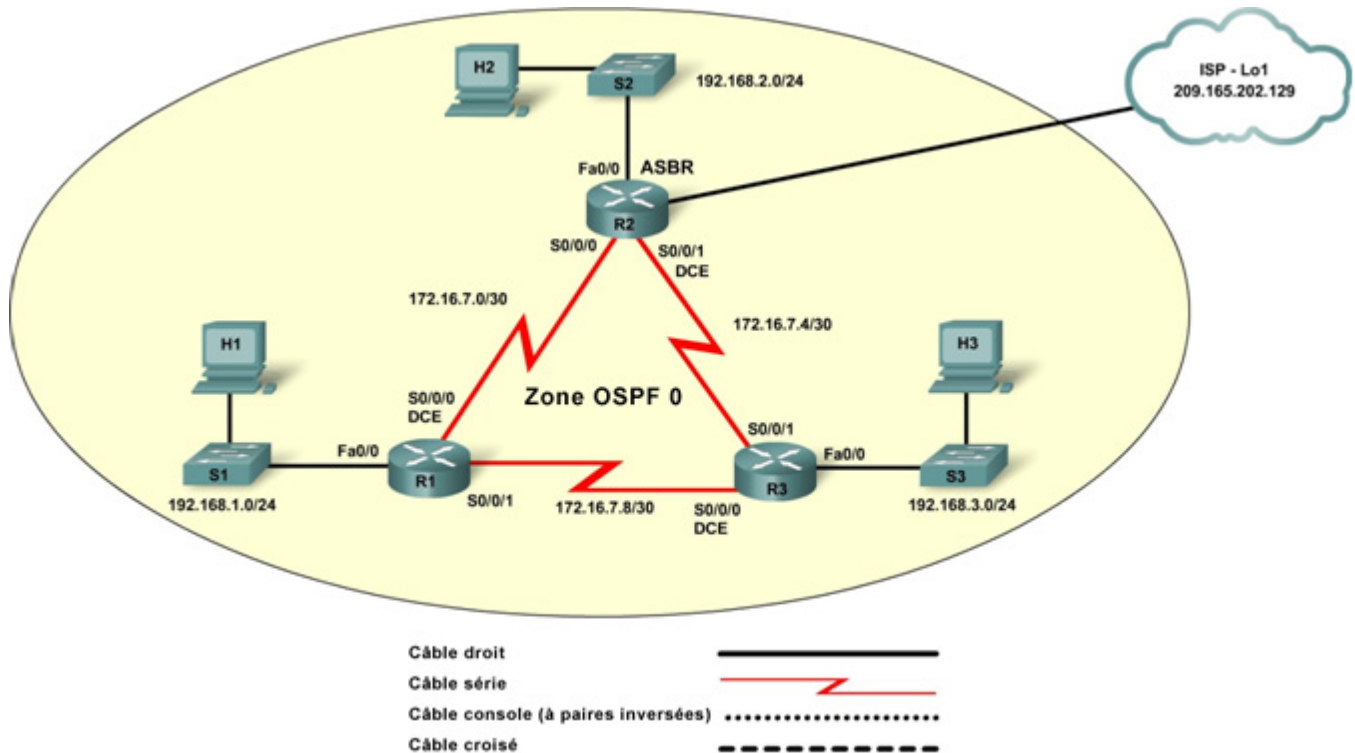 H2
S2
192.168.2.0/24
ISP - Lo1
209.165.202.129
Fa0/0
ASBR
R2
S0/0/0
S0/0/1
DCE
172.16.7.0/30
172.16.7.4/30
H1
H3
Zone OSPF 0
S0/0/0
DCE
S0/0/1
Fa0/0
Fa0/0
S1
R1
R3
S3
192.168.1.0/24
S0/0/1
172.16.7.8/30
S0/0/0
DCE
192.168.3.0/24
Câble droit
Câble série
Câble console (à paires inversées)
Câble croisé